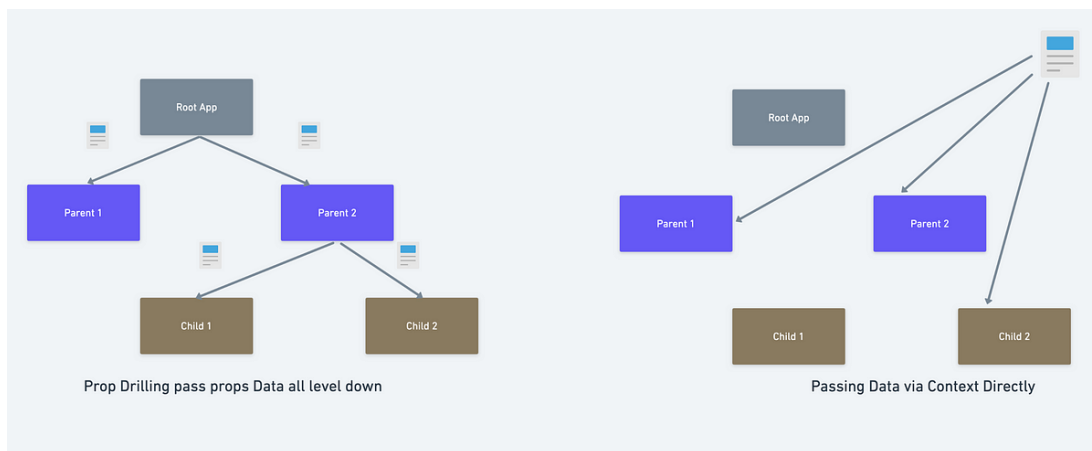 Root App
Parent 1
Parent 2
Child 1
Child 2
Prop Drilling pass props Data all level down
Root App
Parent 1
Parent 2
Child 1
Child 2
Passing Data via Context Directly